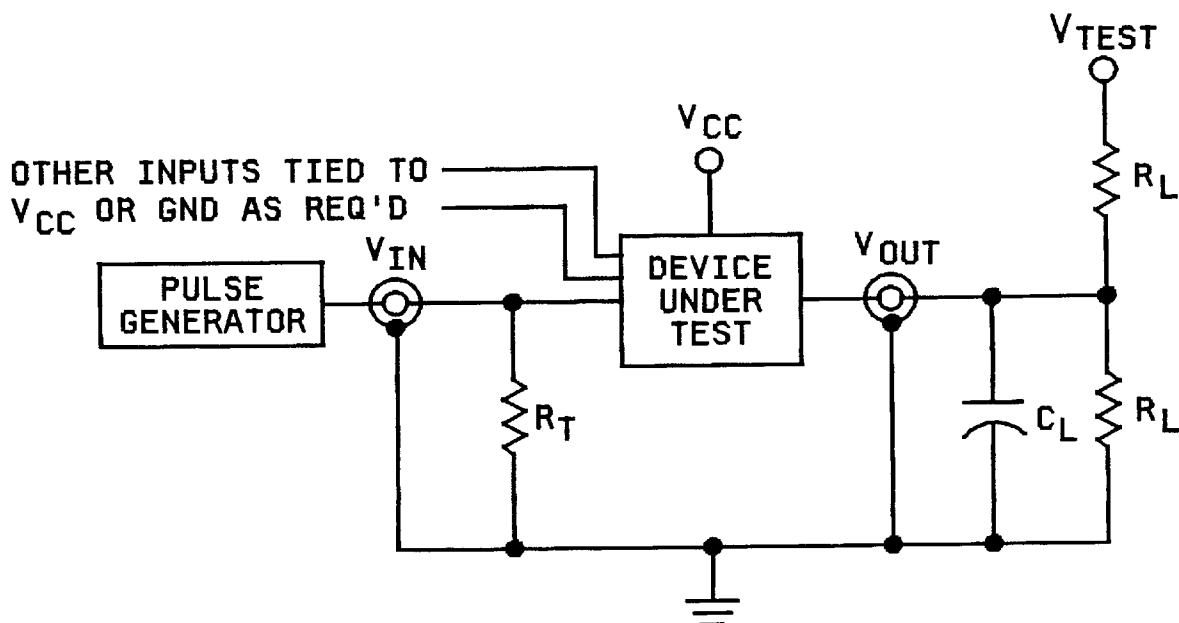 V_TEST
V_CC
OTHER INPUTS TIED TO
V_CC OR GND AS REQ'D
R_L
V_IN
V_OUT
PULSE
GENERATOR
DEVICE
UNDER
TEST
R_T
C_L
R_L